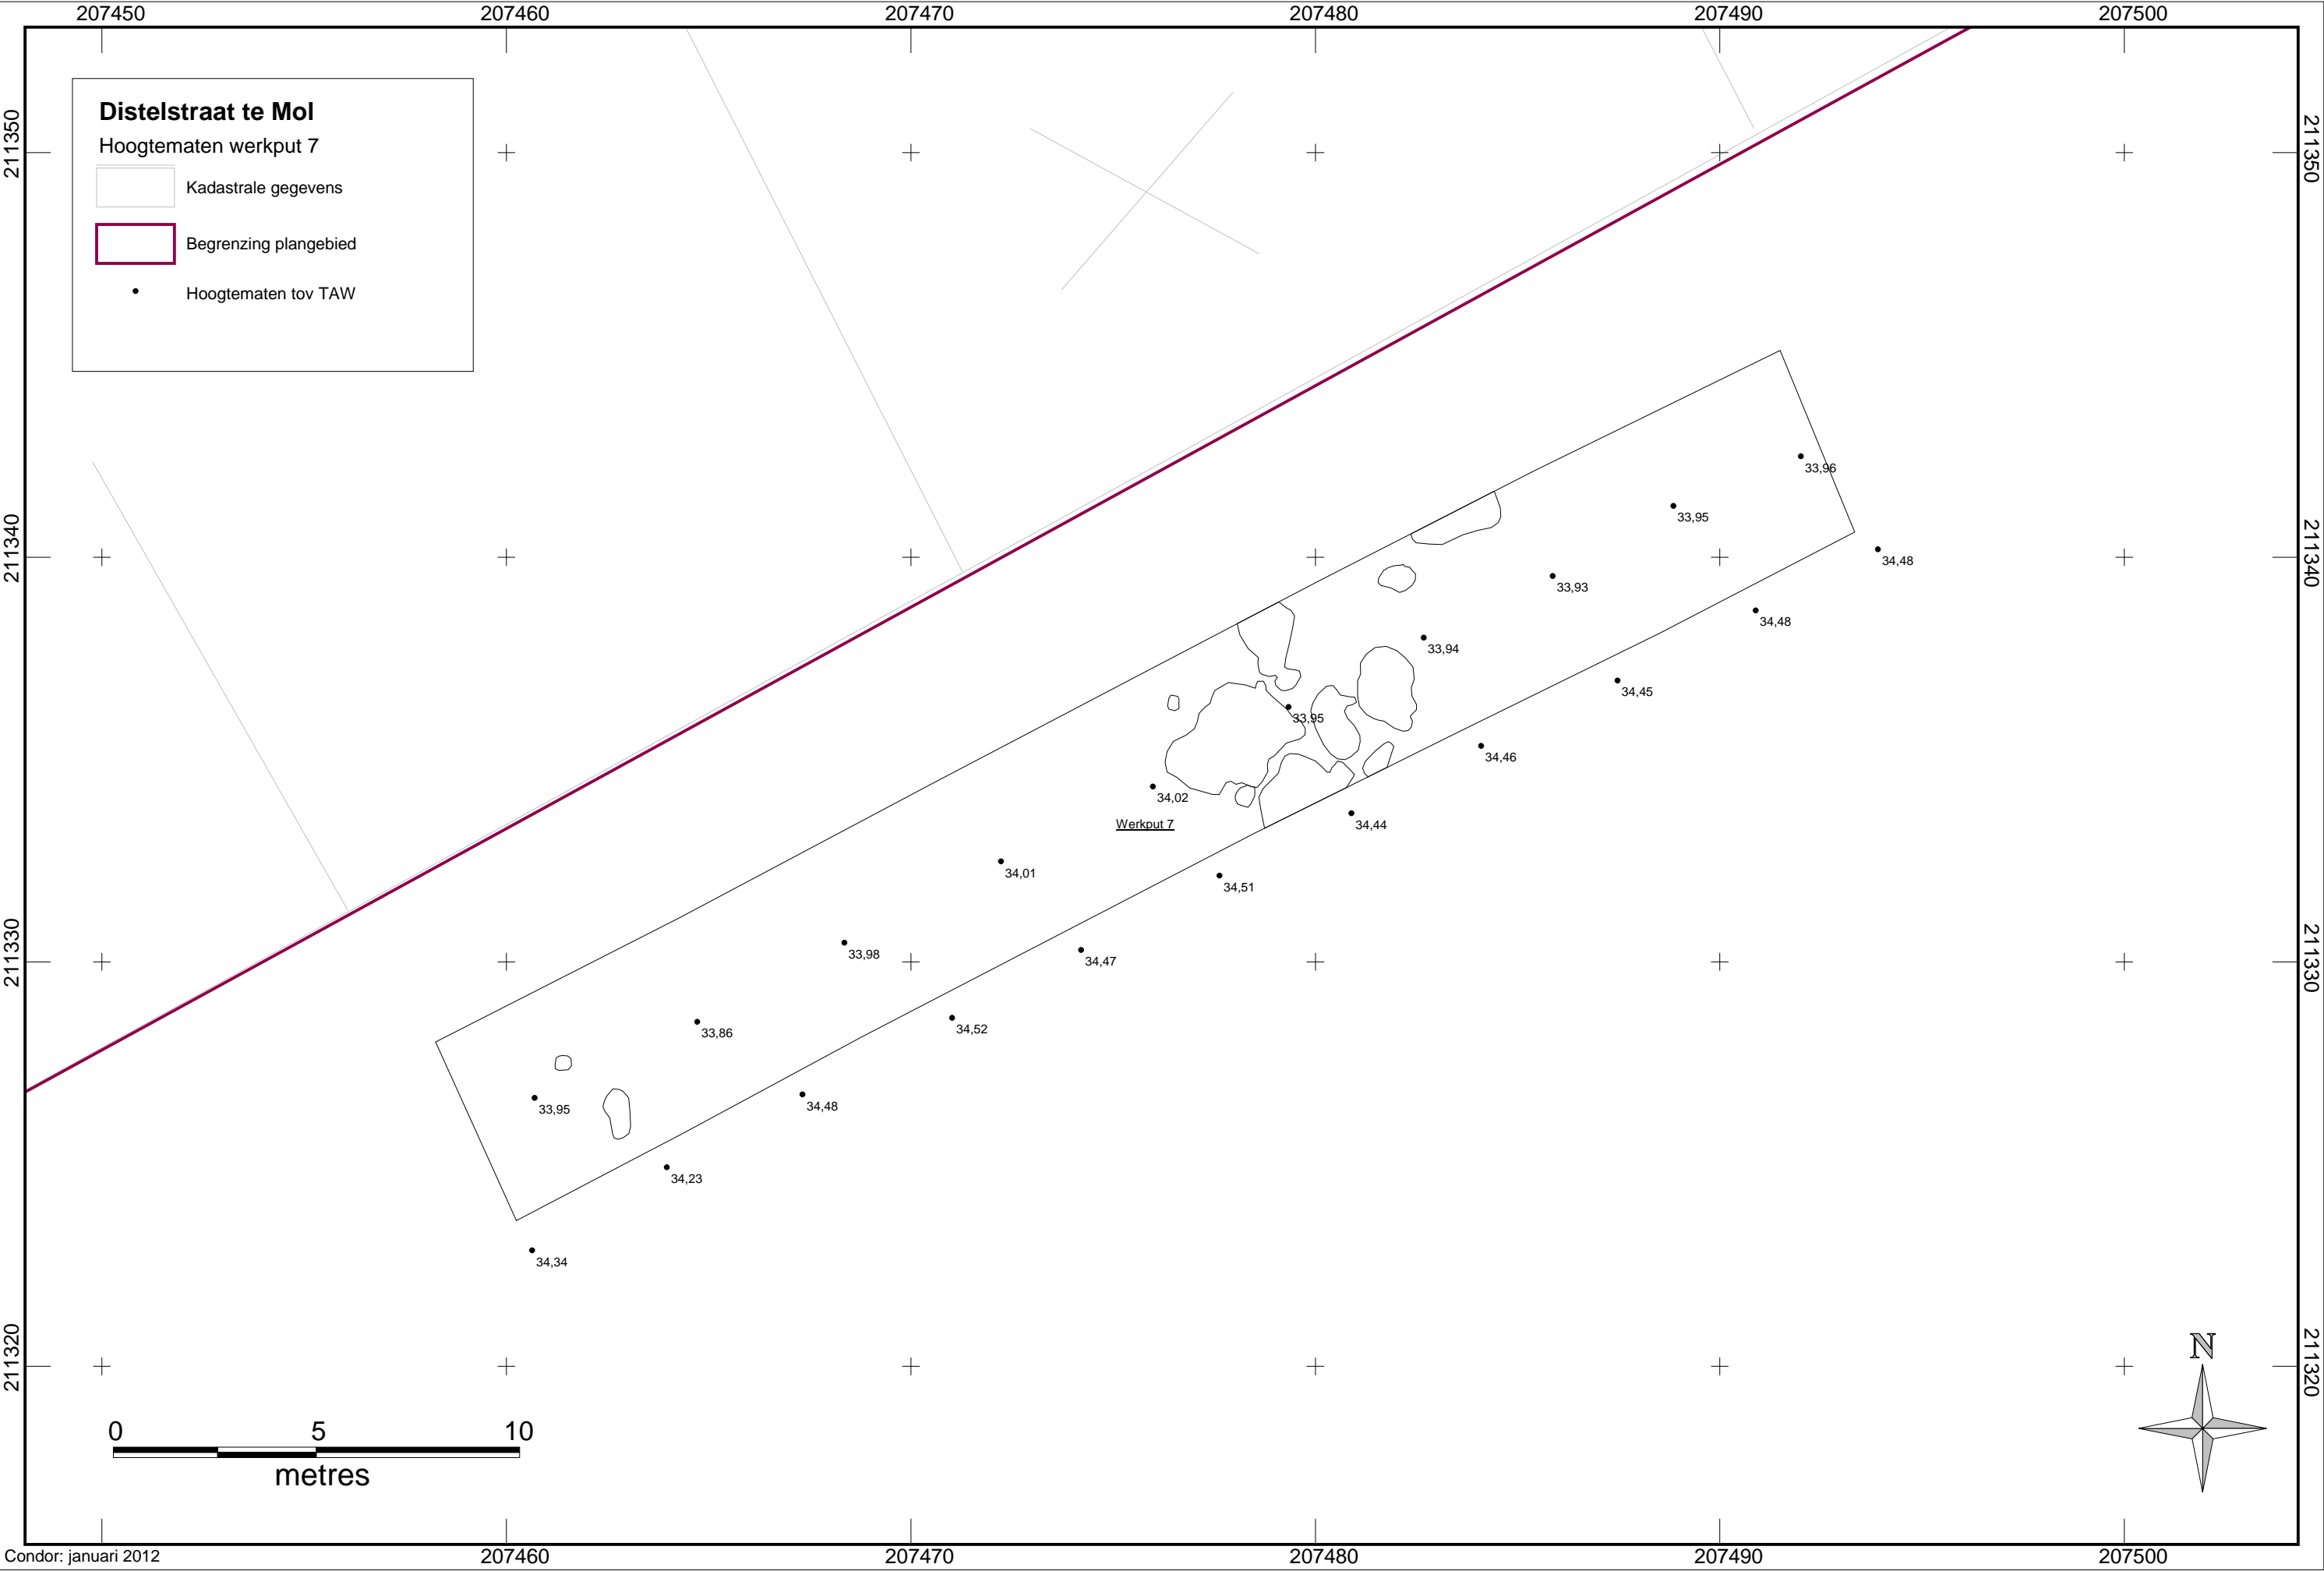 207450 207460 207470 207480 207490 207500
Distelstraat te Mol
Hoogtematen werkput 7
Kadastrale gegevens
Begrenzing plangebied
Hoogtematen tov TAW
211350 211350
211340 211340
211330 211330
211320 211320
33,96
33,95
34,48
33,93
34,48
33,94
34,45
33,95
34,46
34,02
Werkput 7
34,44
34,01
34,51
33,98
34,47
33,86
34,52
33,95
34,48
34,23
34,34
N
0 5 10
metres
Condor: januari 2012
207460 207470 207480 207490 207500